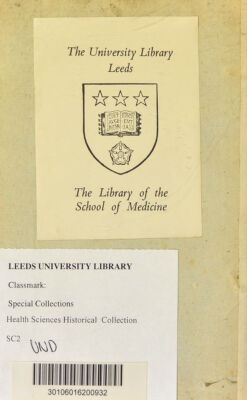 The University Library
Leeds
The Library of the
School of Medicine
LEEDS UNIVERSITY LIBRARY
Classmark:
Special Collections
Health Sciences Historical Collection
SC2
UND
30106016200932